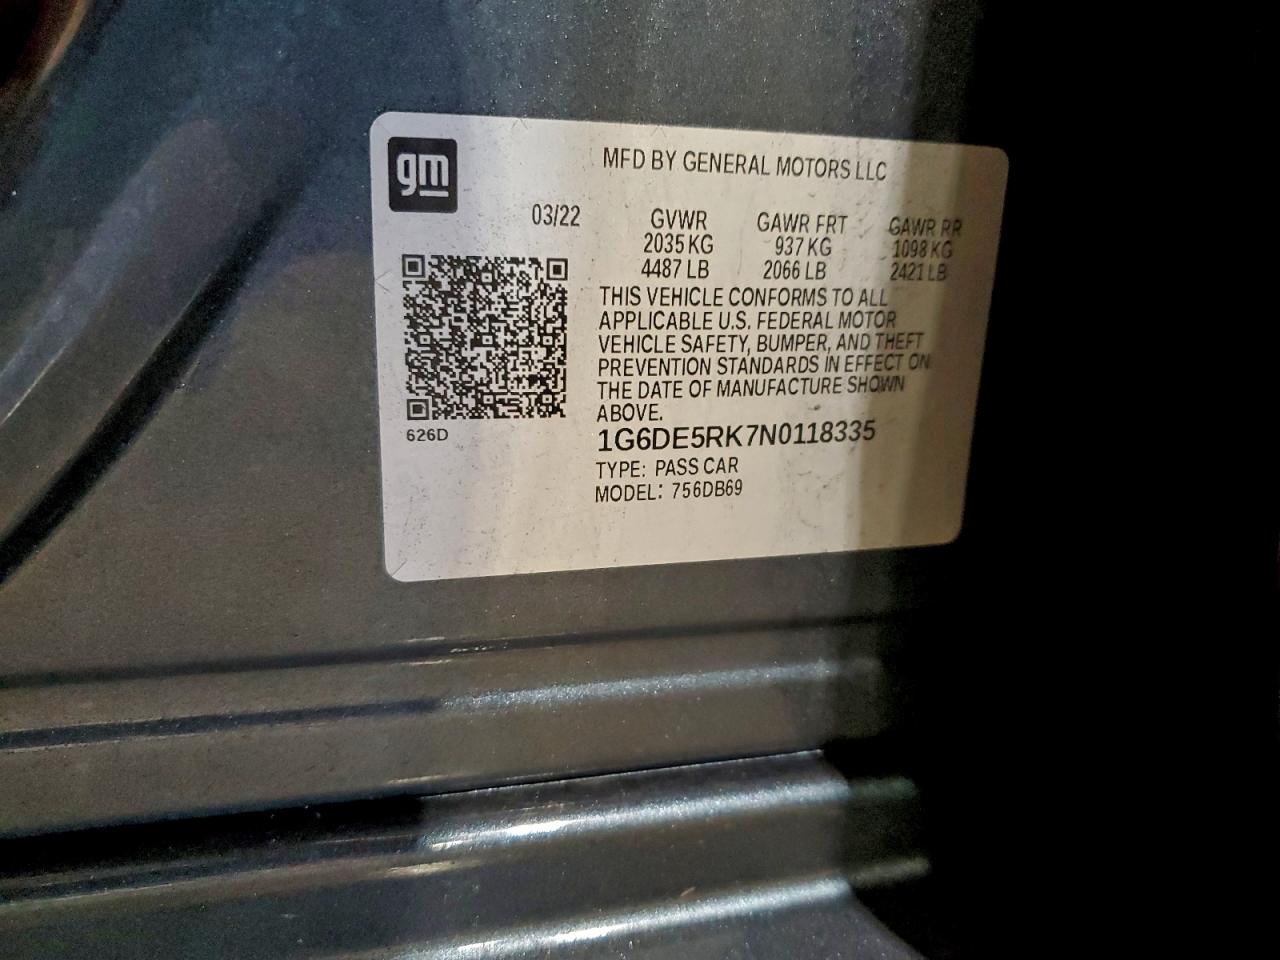 gm
MFD BY GENERAL MOTORS LLC
03/22 GVWR GAWR FRT GAWR RR
2035 KG 937 KG 1098 KG
4487 LB 2066 LB 2421 LB
THIS VEHICLE CONFORMS TO ALL
APPLICABLE U.S. FEDERAL MOTOR
VEHICLE SAFETY, BUMPER, AND THEFT
PREVENTION STANDARDS IN EFFECT ON
THE DATE OF MANUFACTURE SHOWN
ABOVE.
626D
1G6DE5RK7N0118335
TYPE: PASS CAR
MODEL: 756DB69